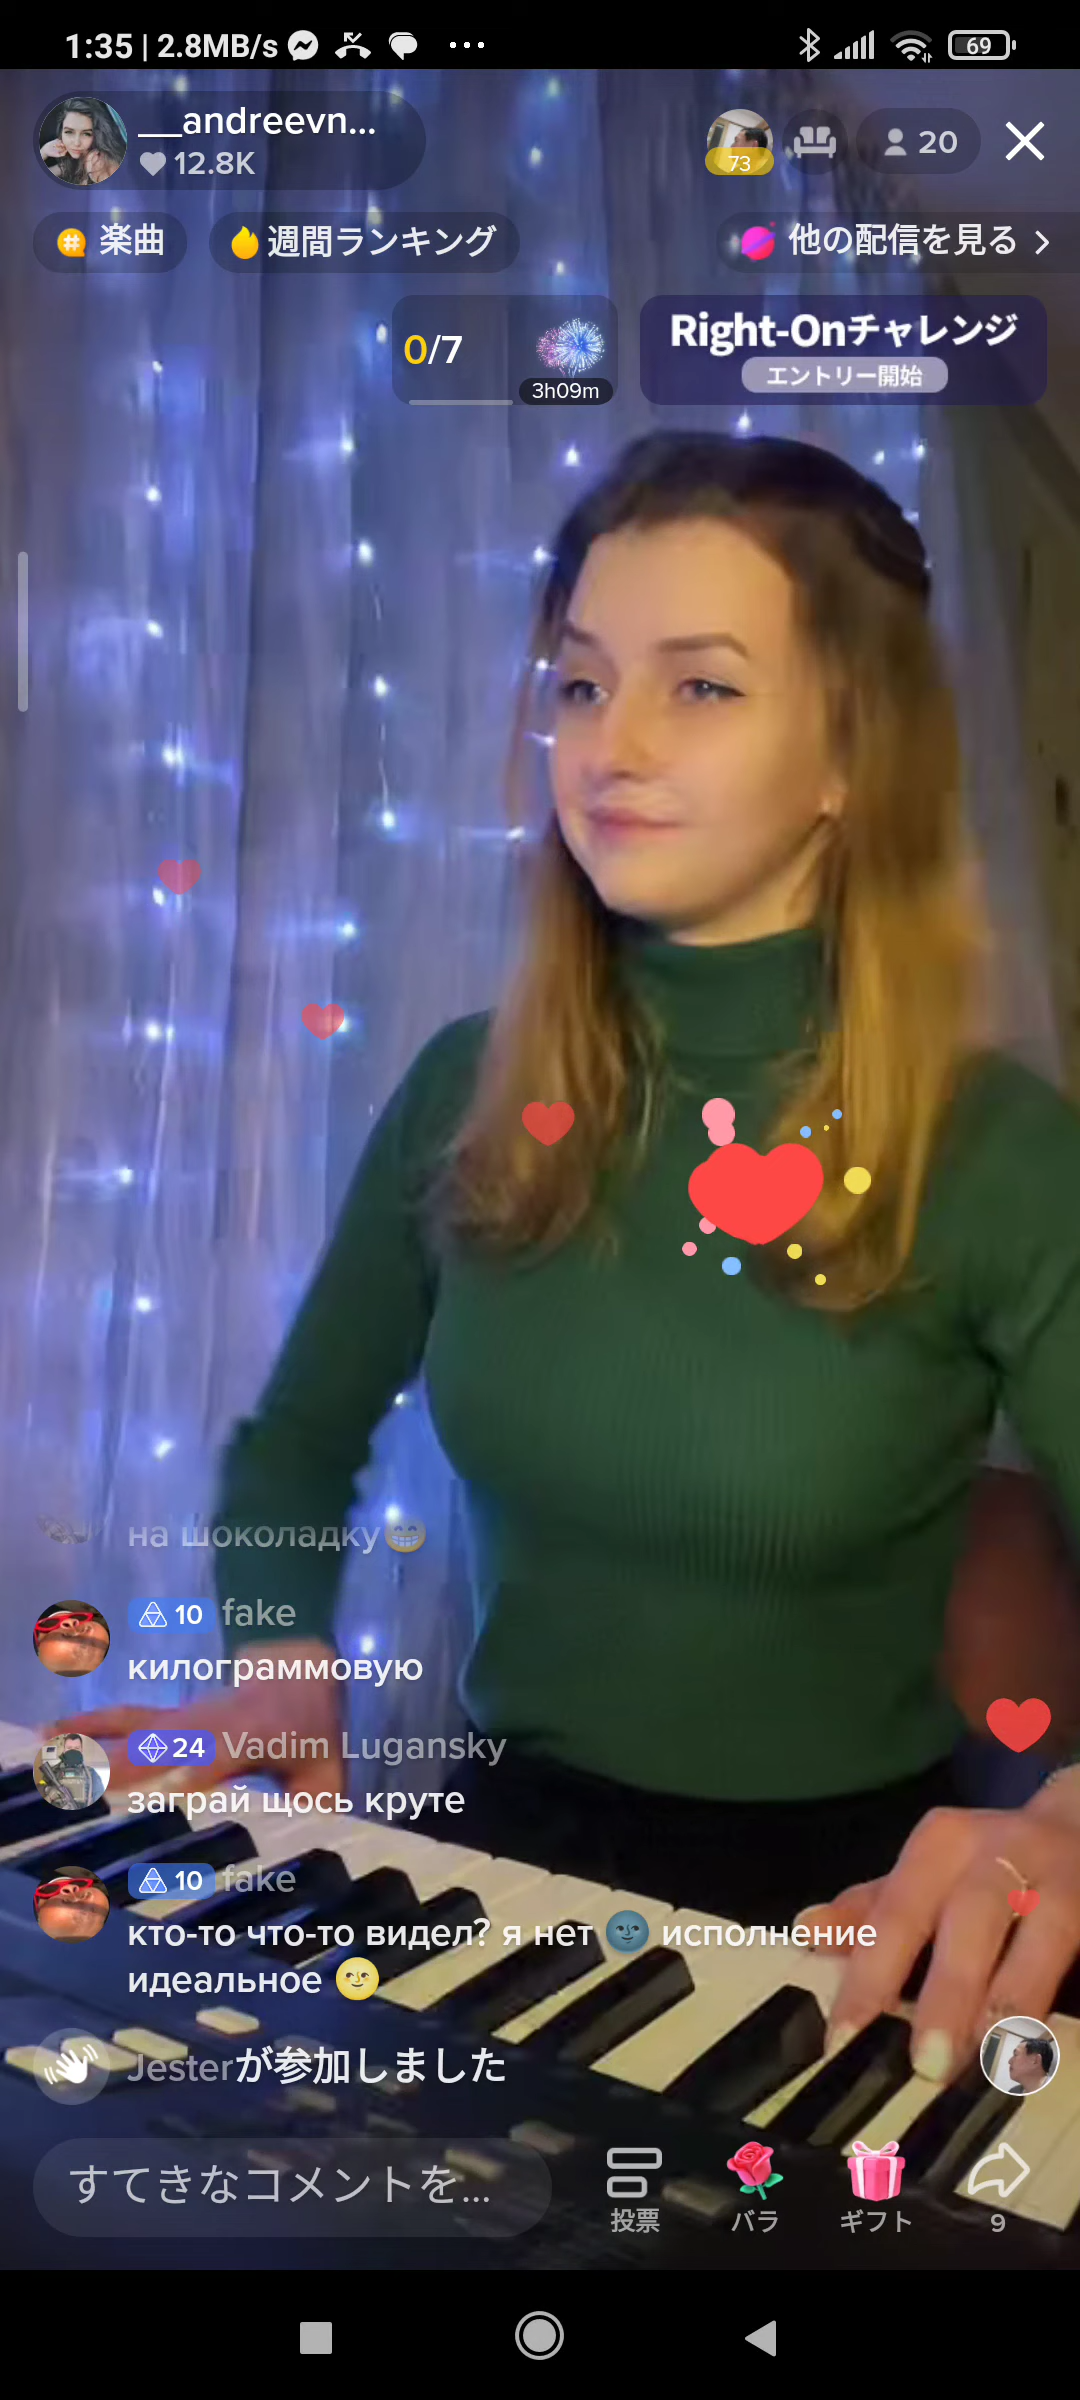 1:35 | 2.8MB/s ... 69
__andreevn...
12.8K
73
20
楽曲
週間ランキング
他の配信を見る
0/7
3h09m
Right-Onチャレンジ
エントリー開始
на шоколадку😁
10 fake
килограммовую
24 Vadim Lugansky
заграй щось круте
10 fake
кто-то что-то видел? я нет 🌚 исполнение
идеальное 🌝
Jesterが参加しました
すてきなコメントを...
投票
バラ
ギフト
9